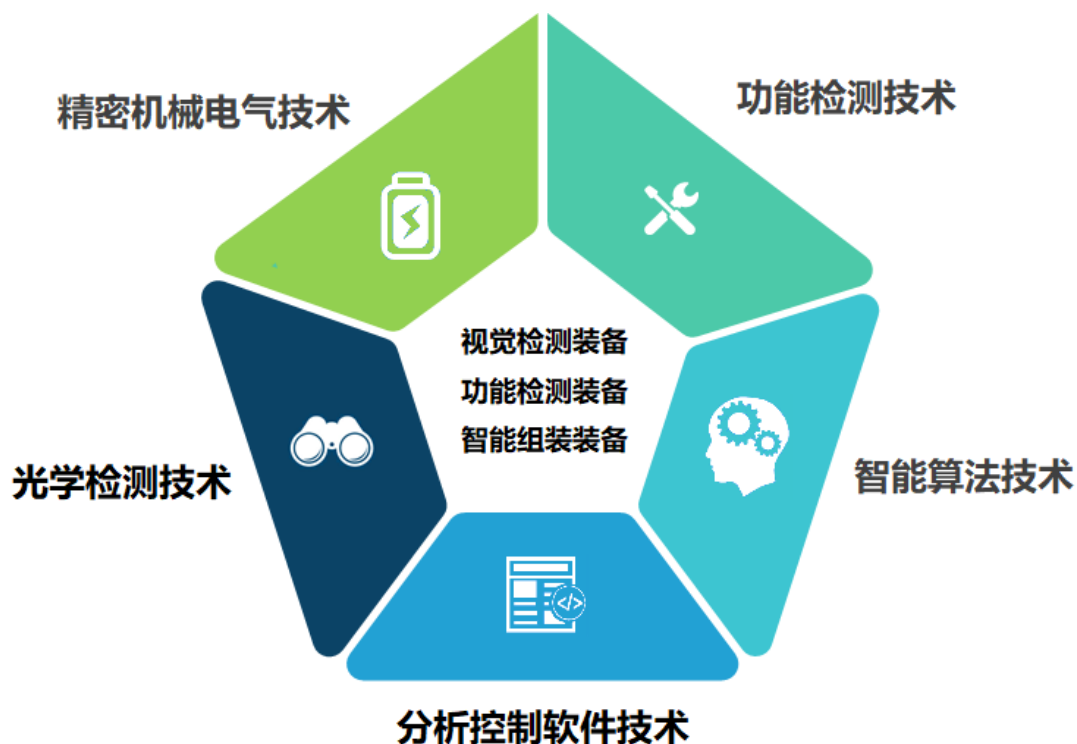 功能检测技术
精密机械电气技术
视觉检测装备
功能检测装备
智能组装装备
智能算法技术
光学检测技术
</>
分析控制软件技术